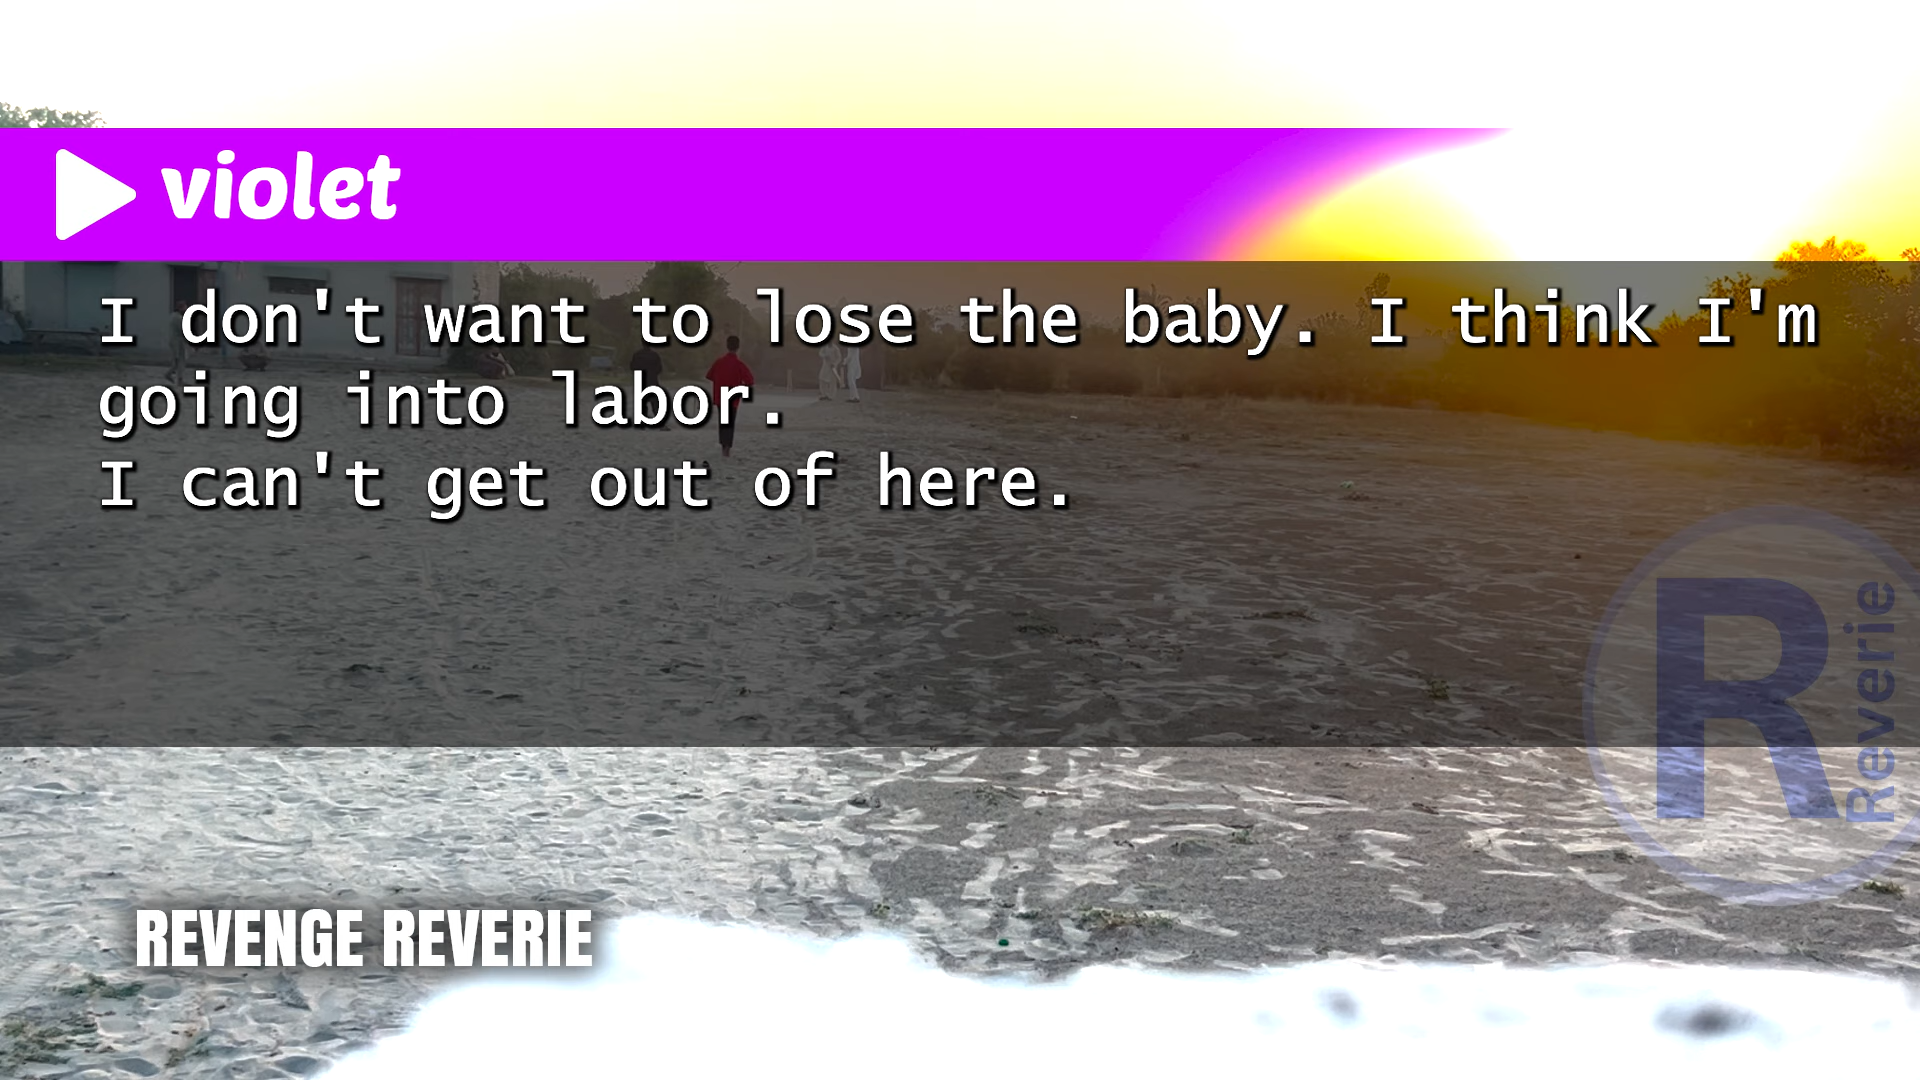 violet
I don't want to lose the baby. I think I'm
going into labor.
I can't get out of here.
R
Reverie
REVENGE REVERIE